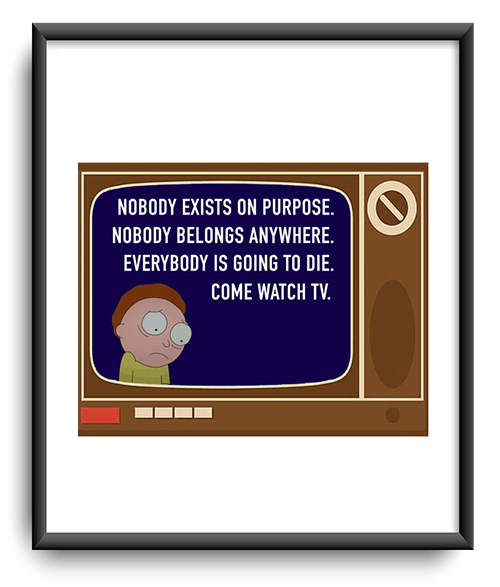 NOBODY EXISTS ON PURPOSE.
NOBODY BELONGS ANYWHERE.
EVERYBODY IS GOING TO DIE.
COME WATCH TV.